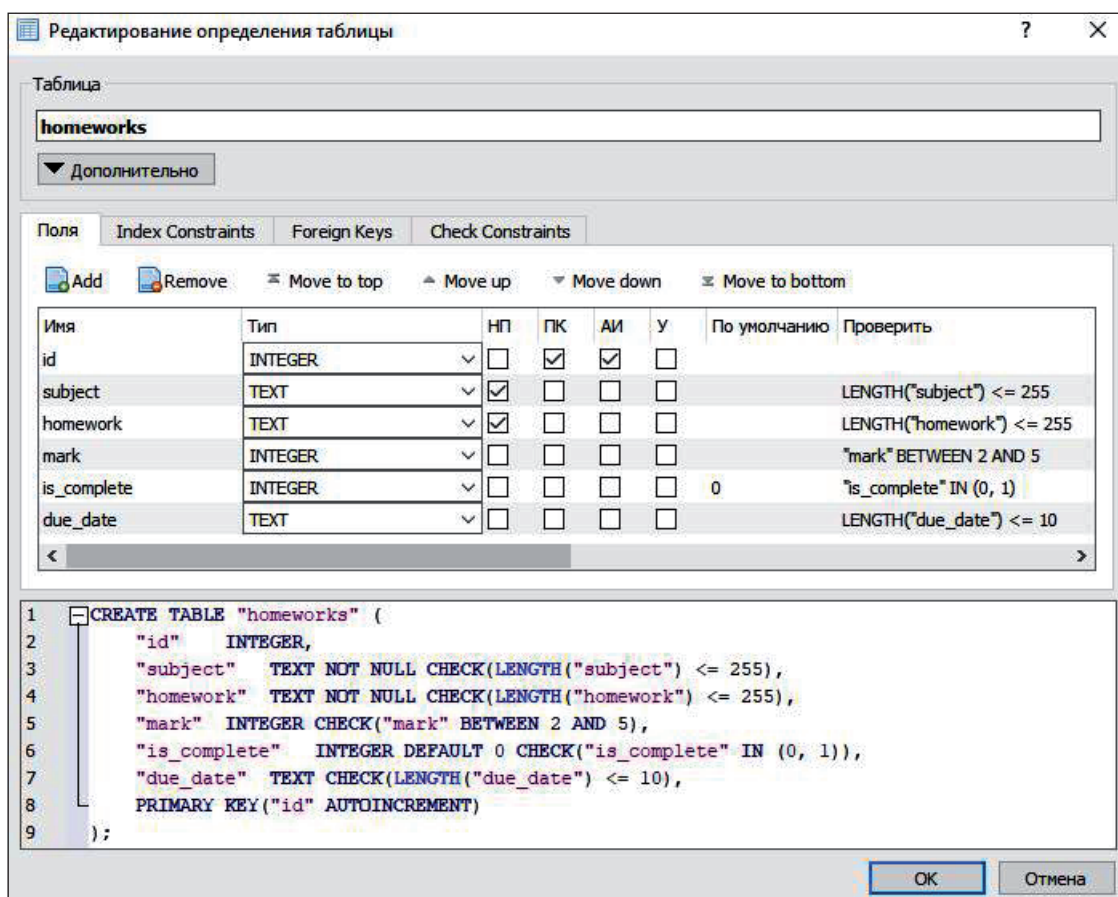 Редактирование определения таблицы ? ×
Таблица
homeworks
Дополнительно
Поля Index Constraints Foreign Keys Check Constraints
Add Remove Move to top Move up Move down Move to bottom
Имя Тип НП ПК АИ У По умолчанию Проверить
id INTEGER
subject TEXT LENGTH("subject") <= 255
homework TEXT LENGTH("homework") <= 255
mark INTEGER "mark" BETWEEN 2 AND 5
is_complete INTEGER 0 "is_complete" IN (0, 1)
due_date TEXT LENGTH("due_date") <= 10
1 CREATE TABLE "homeworks" (
2 "id" INTEGER,
3 "subject" TEXT NOT NULL CHECK(LENGTH("subject") <= 255),
4 "homework" TEXT NOT NULL CHECK(LENGTH("homework") <= 255),
5 "mark" INTEGER CHECK("mark" BETWEEN 2 AND 5),
6 "is_complete" INTEGER DEFAULT 0 CHECK("is_complete" IN (0, 1)),
7 "due_date" TEXT CHECK(LENGTH("due_date") <= 10),
8 PRIMARY KEY("id" AUTOINCREMENT)
9 );
OK Отмена